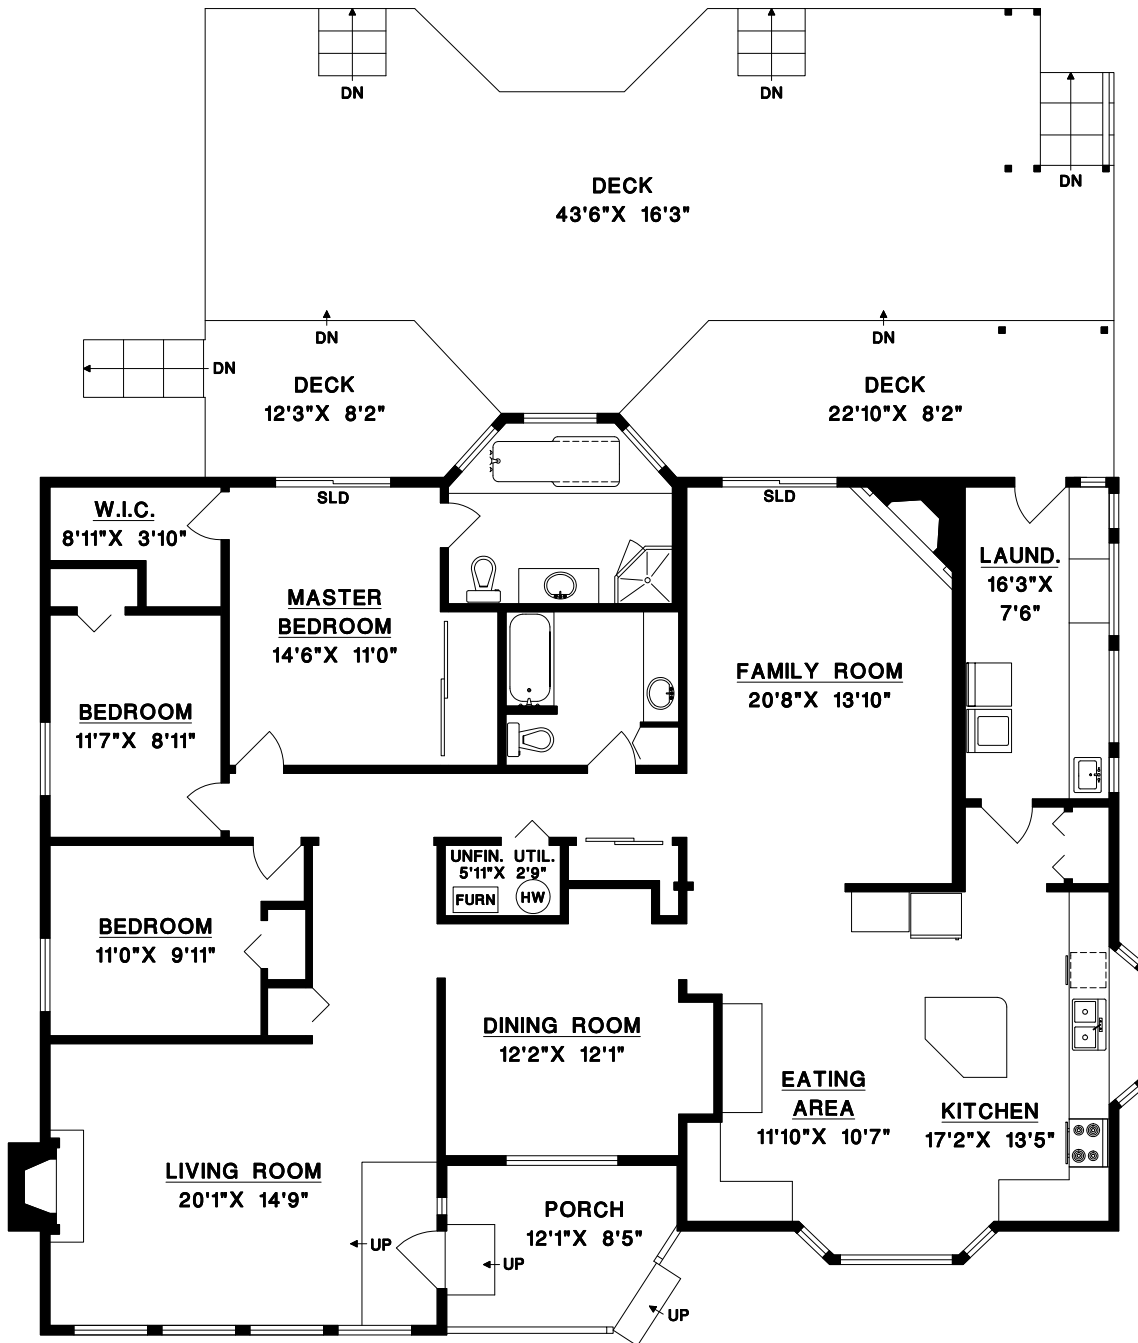 DN
DN
DN
DECK
43'6"X 16'3"
DN
DN
DN
DECK
12'3"X 8'2"
DECK
22'10"X 8'2"
SLD
SLD
W.I.C.
8'11"X 3'10"
LAUND.
16'3"X
7'6"
MASTER
BEDROOM
14'6"X 11'0"
FAMILY ROOM
20'8"X 13'10"
BEDROOM
11'7"X 8'11"
UNFIN. UTIL.
5'11"X 2'9"
FURN
HW
BEDROOM
11'0"X 9'11"
DINING ROOM
12'2"X 12'1"
EATING
AREA
11'10"X 10'7"
KITCHEN
17'2"X 13'5"
LIVING ROOM
20'1"X 14'9"
PORCH
12'1"X 8'5"
UP
UP
UP